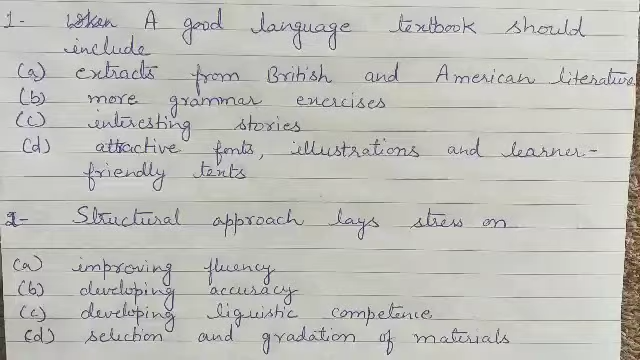 1- A good language textbook should
include
(a) extracts from British and American literature
(b) more grammar exercises
(c) interesting stories
(d) attractive fonts, illustrations and learner-
friendly texts
2- Structural approach lays stress on
(a) improving fluency
(b) developing accuracy
(c) developing liguistic competence
(d) selection and gradation of materials